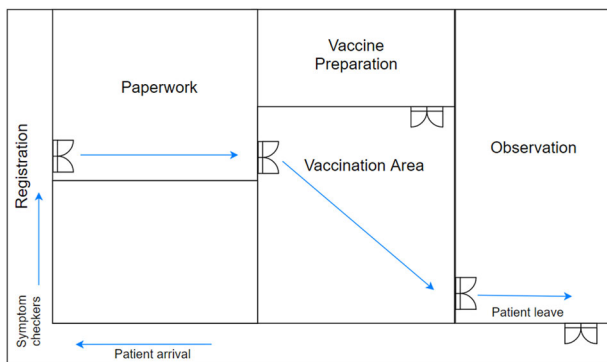 Vaccine
Preparation
Paperwork
Registration
Vaccination Area
Observation
Symptom
checkers
Patient leave
Patient arrival